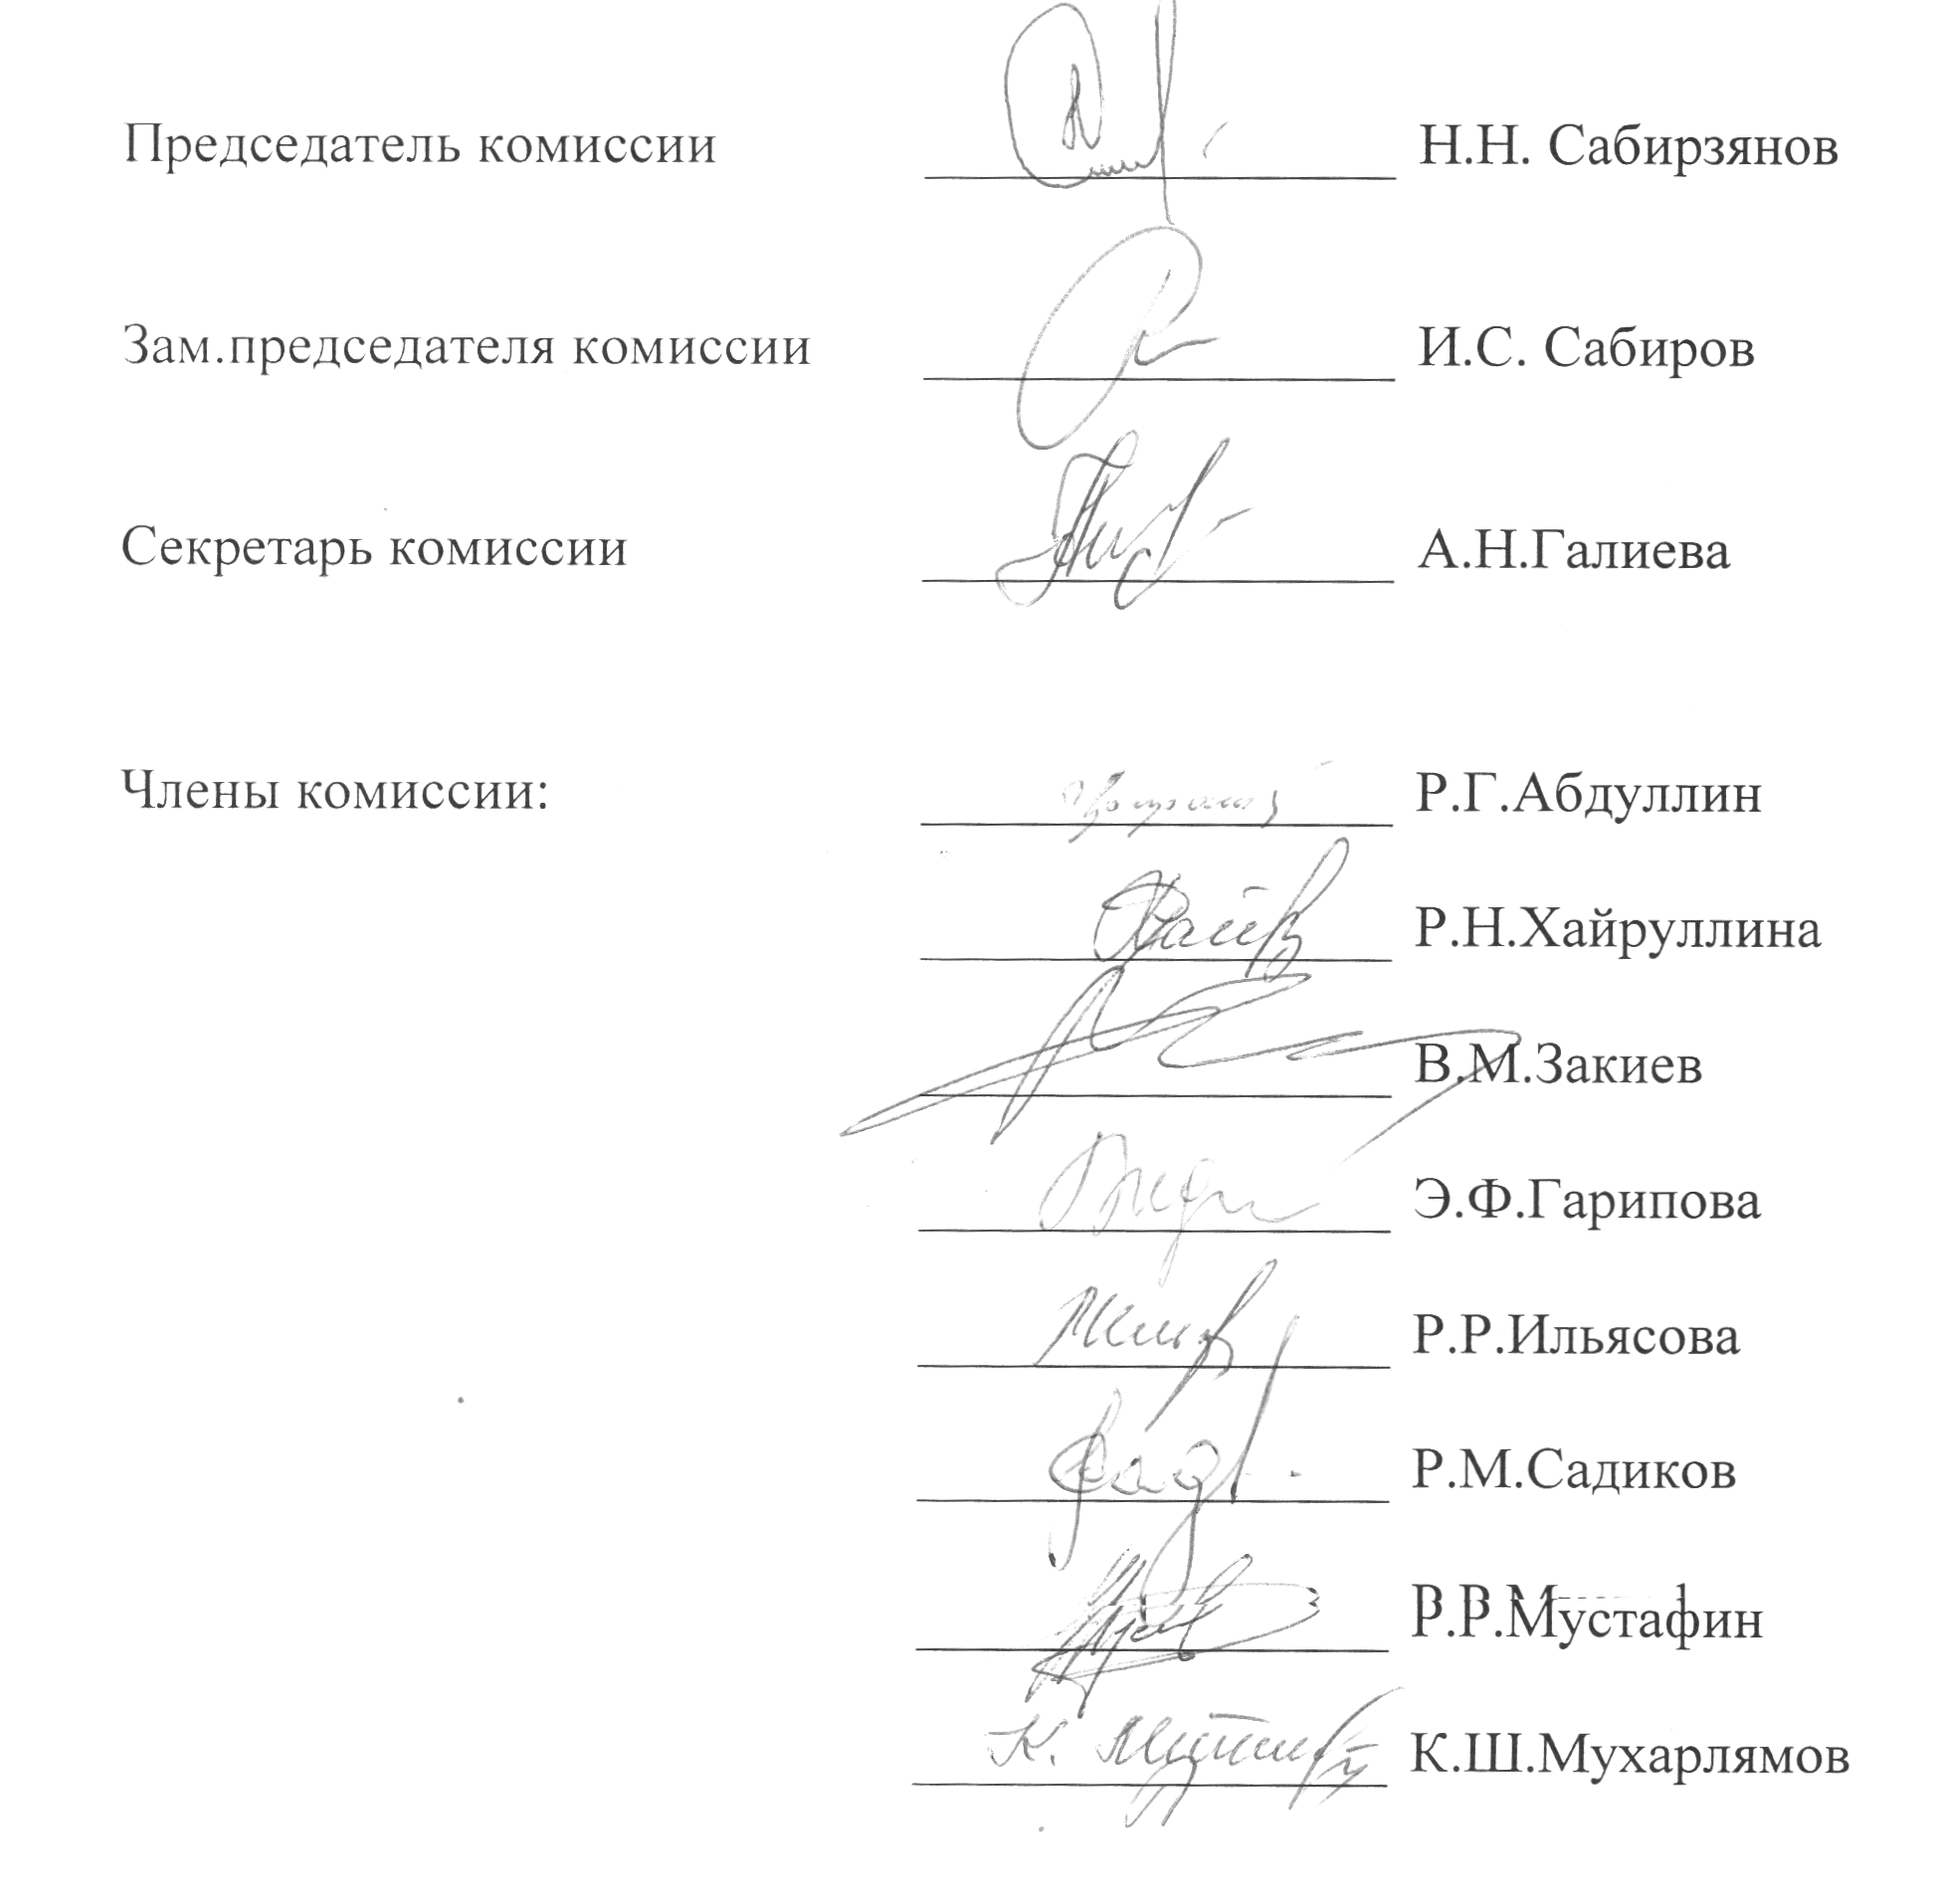 Председатель комиссии Н.Н. Сабирзянов
Зам.председателя комиссии И.С. Сабиров
Секретарь комиссии А.Н.Галиева
Члены комиссии: Р.Г.Абдуллин
Р.Н.Хайруллина
В.М.Закиев
Э.Ф.Гарипова
Р.Р.Ильясова
Р.М.Садиков
Р.Р.Мустафин
К.Ш.Мухарлямов